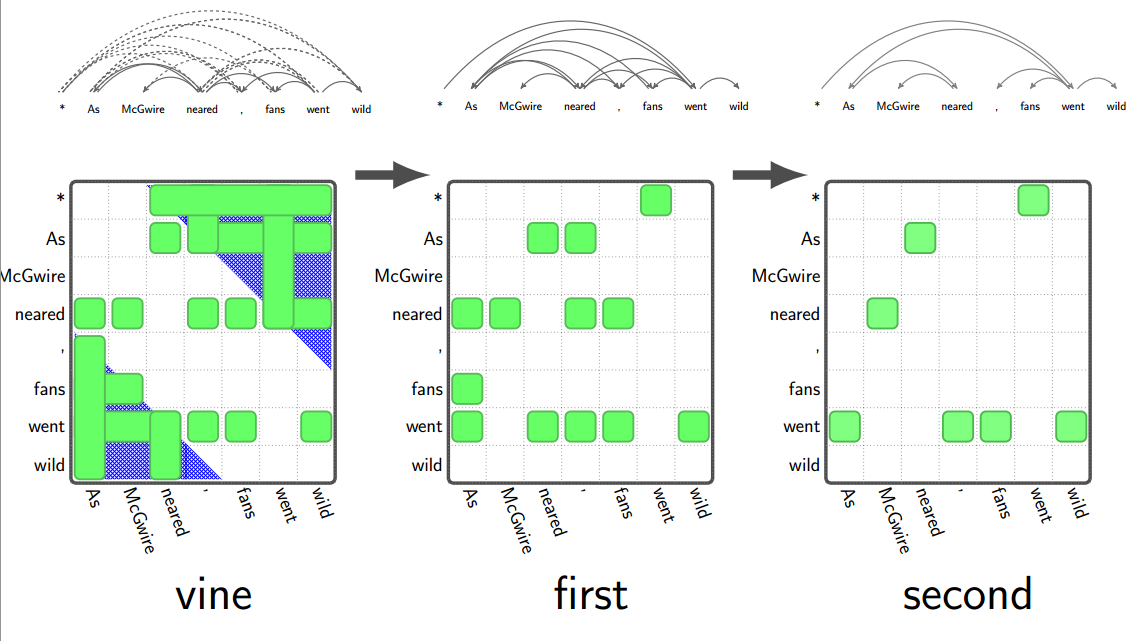 * As McGwire neared , fans went wild
* As McGwire neared , fans went wild
* As McGwire neared , fans went wild
*
As
McGwire
neared
,
fans
went
wild
As McGwire neared , fans went wild
vine
*
As
McGwire
neared
,
fans
went
wild
As McGwire neared , fans went wild
first
*
As
McGwire
neared
,
fans
went
wild
As McGwire neared , fans went wild
second